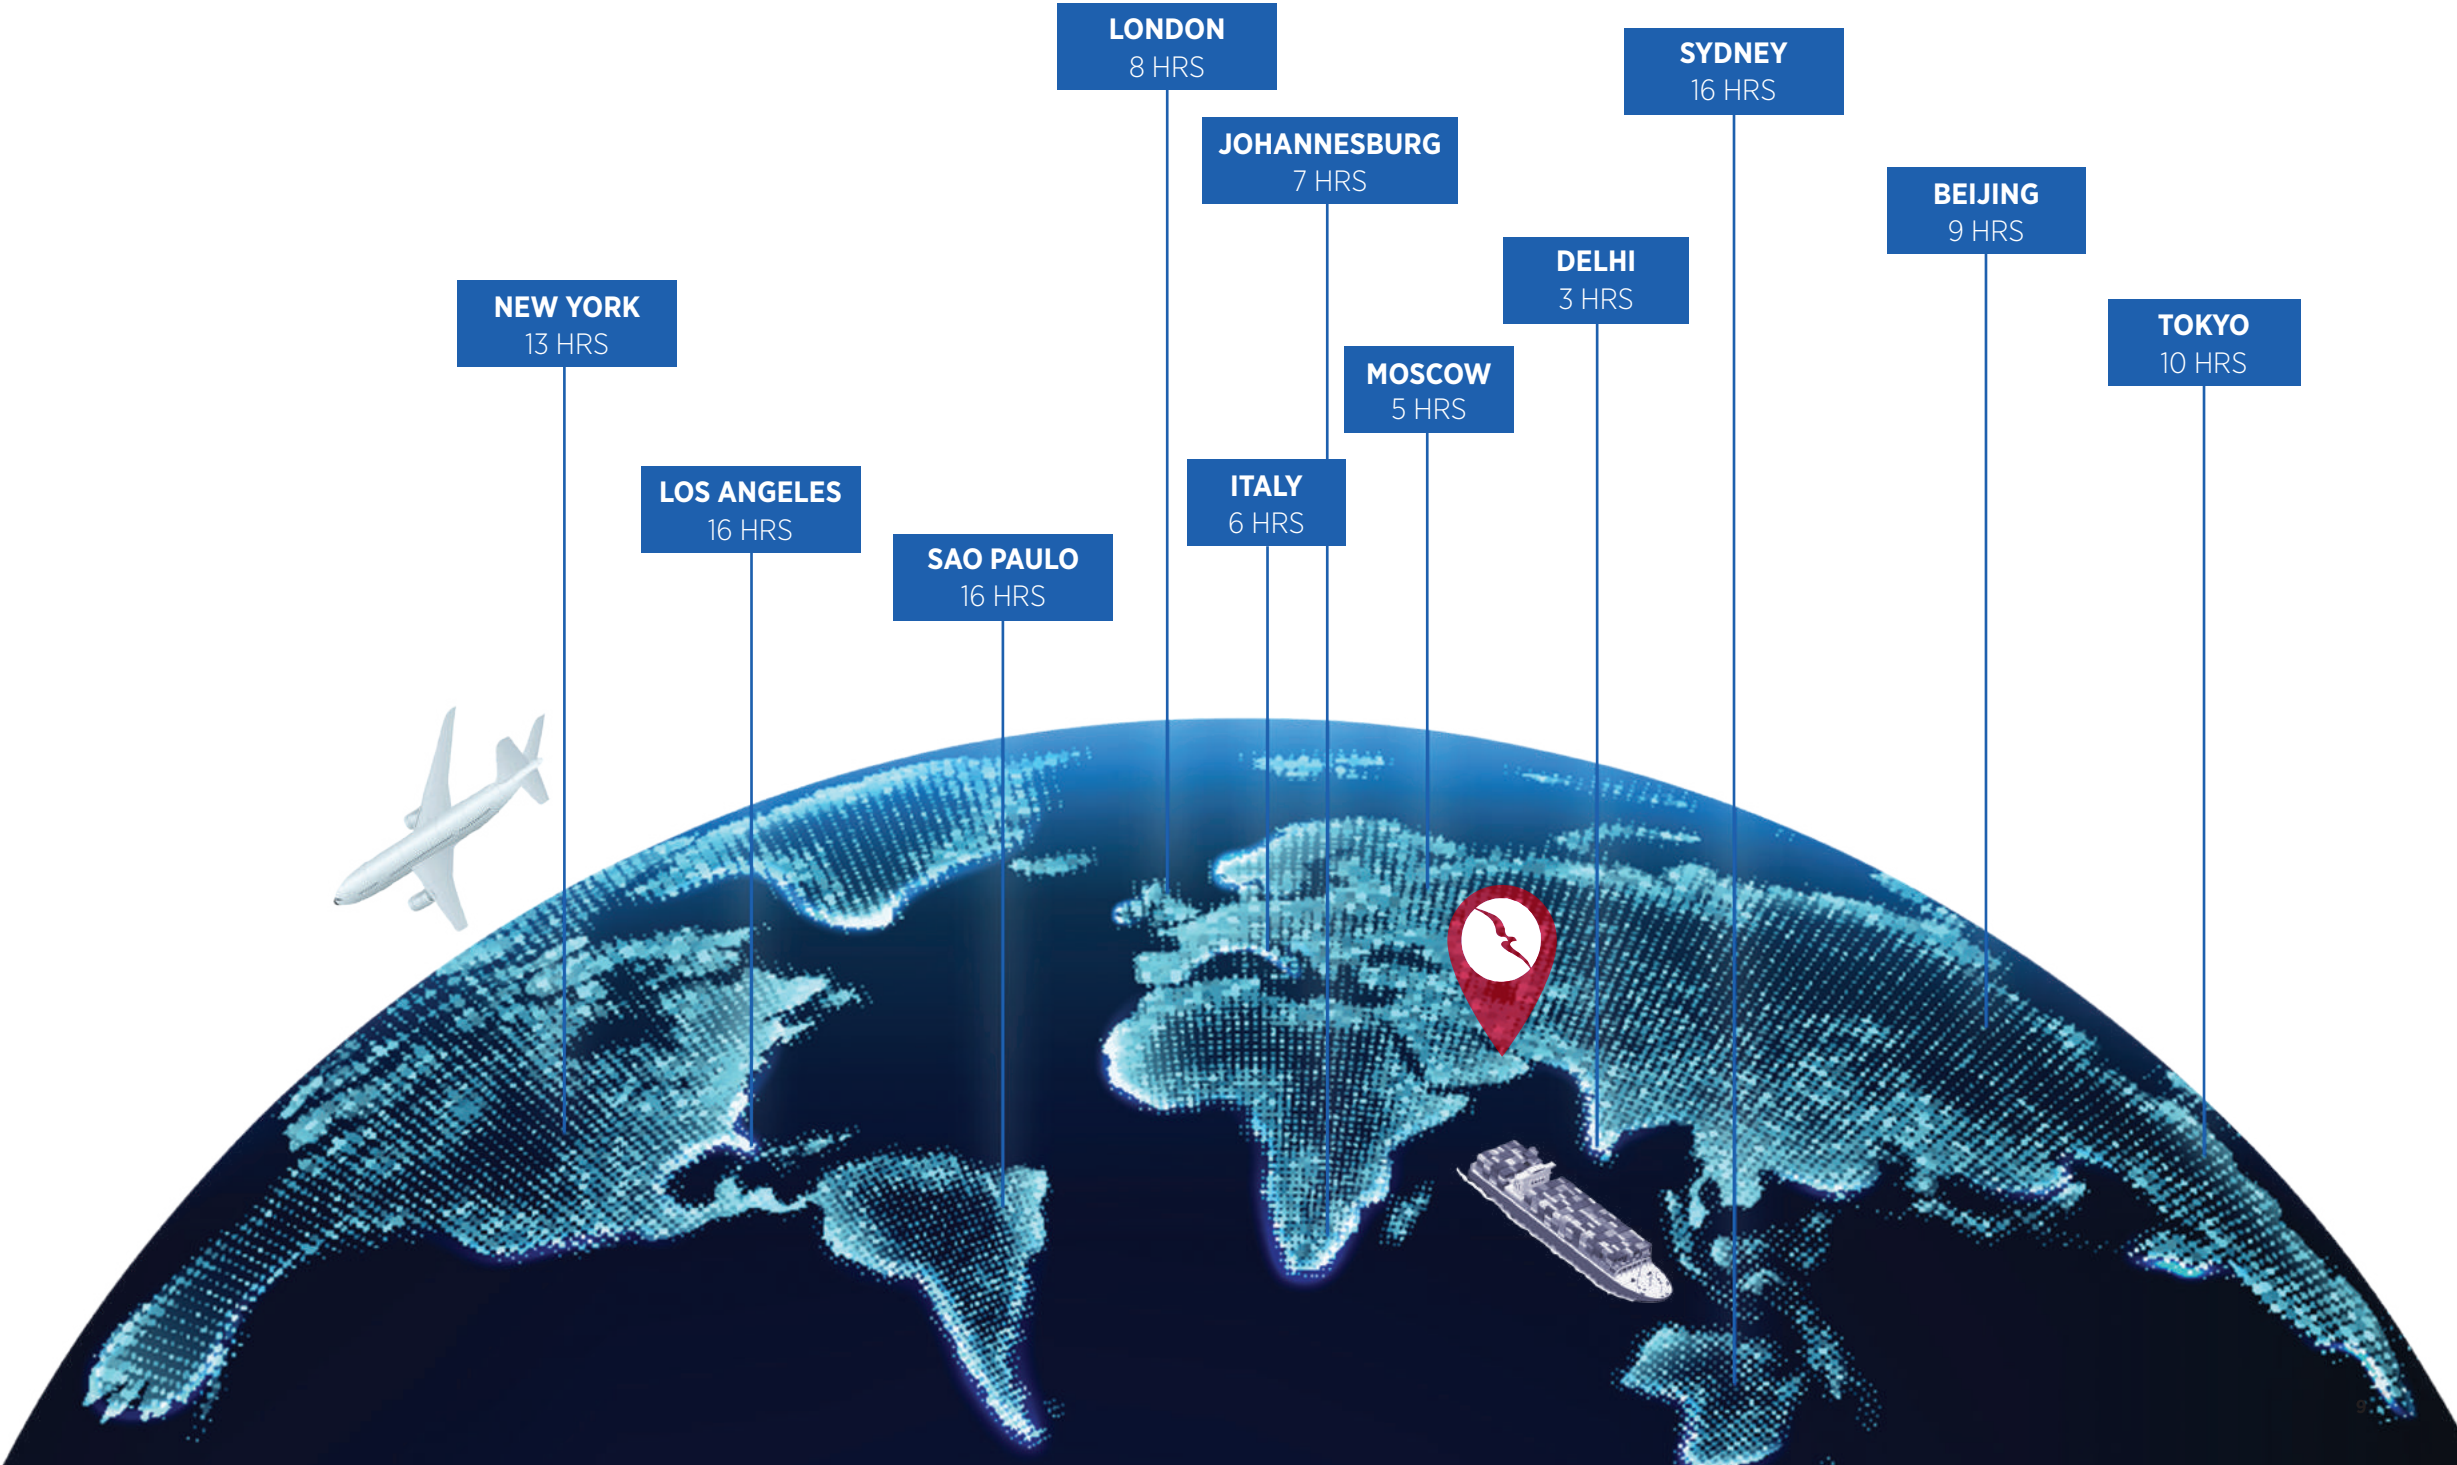 LONDON
8 HRS
SYDNEY
16 HRS
JOHANNESBURG
7 HRS
BEIJING
9 HRS
DELHI
3 HRS
NEW YORK
13 HRS
TOKYO
10 HRS
MOSCOW
5 HRS
ITALY
6 HRS
LOS ANGELES
16 HRS
SAO PAULO
16 HRS
9